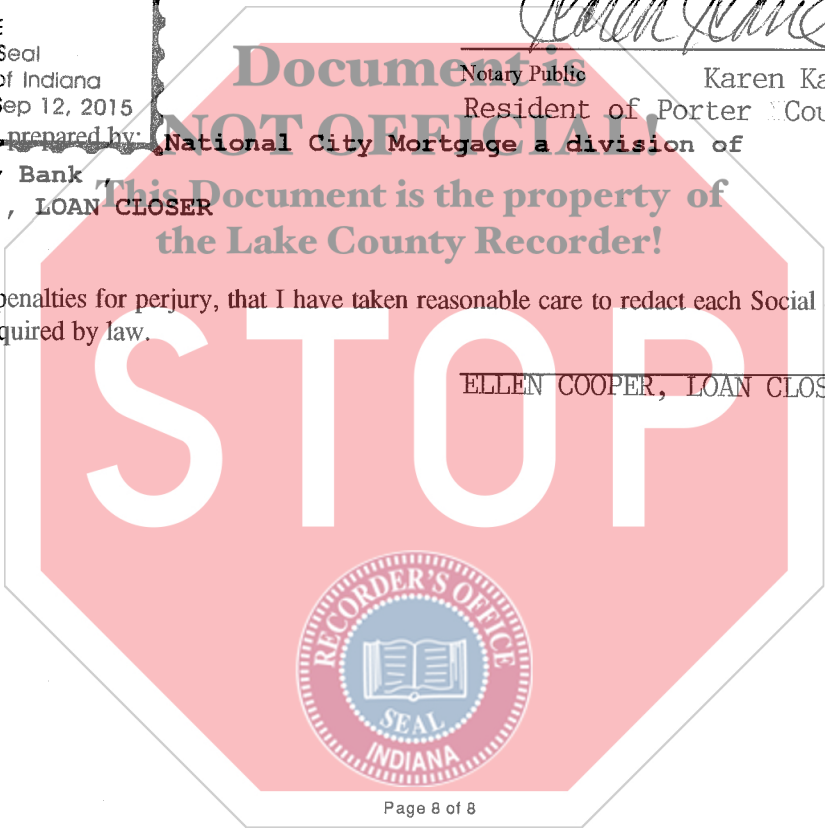 Seal
of Indiana
Sep 12, 2015
Document is
NOT OFFICIAL!
This Document is the property of
the Lake County Recorder!
Notary Public Karen Ka
Resident of Porter Cou
prepared by: National City Mortgage a division of
Bank ,
, LOAN CLOSER
penalties for perjury, that I have taken reasonable care to redact each Social
quired by law.
ELLEN COOPER, LOAN CLOS
STOP
RECORDER'S OFFICE
SEAL
INDIANA
Page 8 of 8